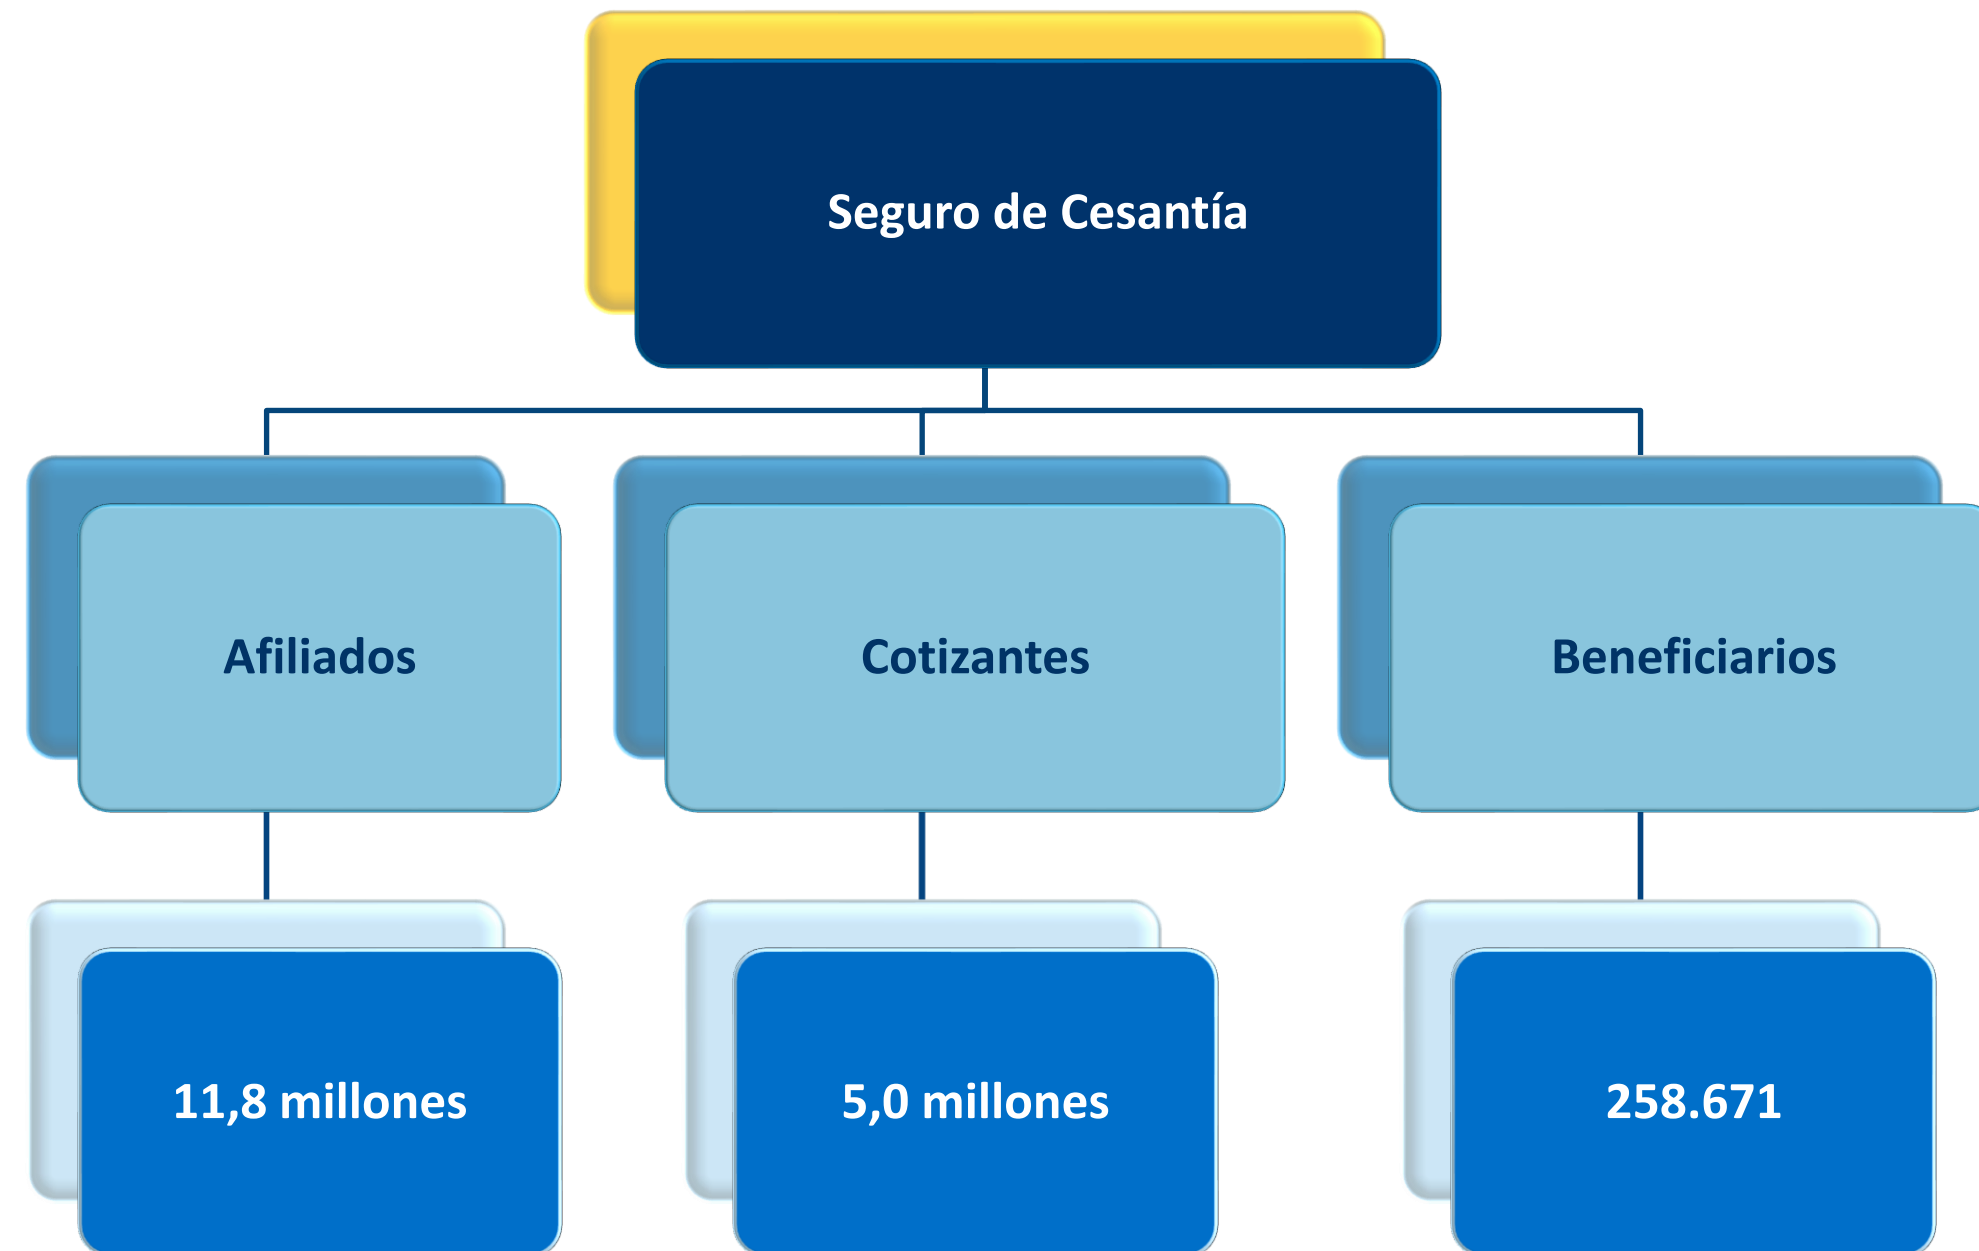 Seguro de Cesantía
Afiliados
Cotizantes
Beneficiarios
11,8 millones
5,0 millones
258.671